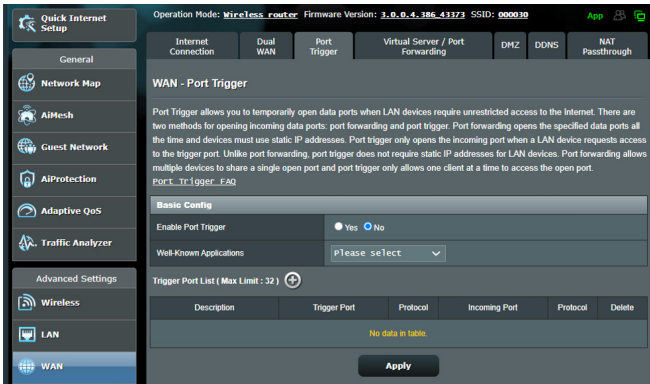 Quick Internet
Setup
General
Network Map
AiMesh
Guest Network
AiProtection
Adaptive QoS
Traffic Analyzer
Advanced Settings
Wireless
LAN
WAN
Operation Mode: Wireless router Firmware Version: 3.0.0.4.386_43373 SSID: 000030 App
Internet Connection Dual WAN Port Trigger Virtual Server / Port Forwarding DMZ DDNS NAT Passthrough
WAN - Port Trigger
Port Trigger allows you to temporarily open data ports when LAN devices require unrestricted access to the Internet. There are
two methods for opening incoming data ports: port forwarding and port trigger. Port forwarding opens the specified data ports all
the time and devices must use static IP addresses. Port trigger only opens the incoming port when a LAN device requests access
to the trigger port. Unlike port forwarding, port trigger does not require static IP addresses for LAN devices. Port forwarding allows
multiple devices to share a single open port and port trigger only allows one client at a time to access the open port.
Port Trigger FAQ
Basic Config
Enable Port Trigger Yes No
Well-Known Applications Please select
Trigger Port List ( Max Limit : 32 )
Description Trigger Port Protocol Incoming Port Protocol Delete
No data in table.
Apply